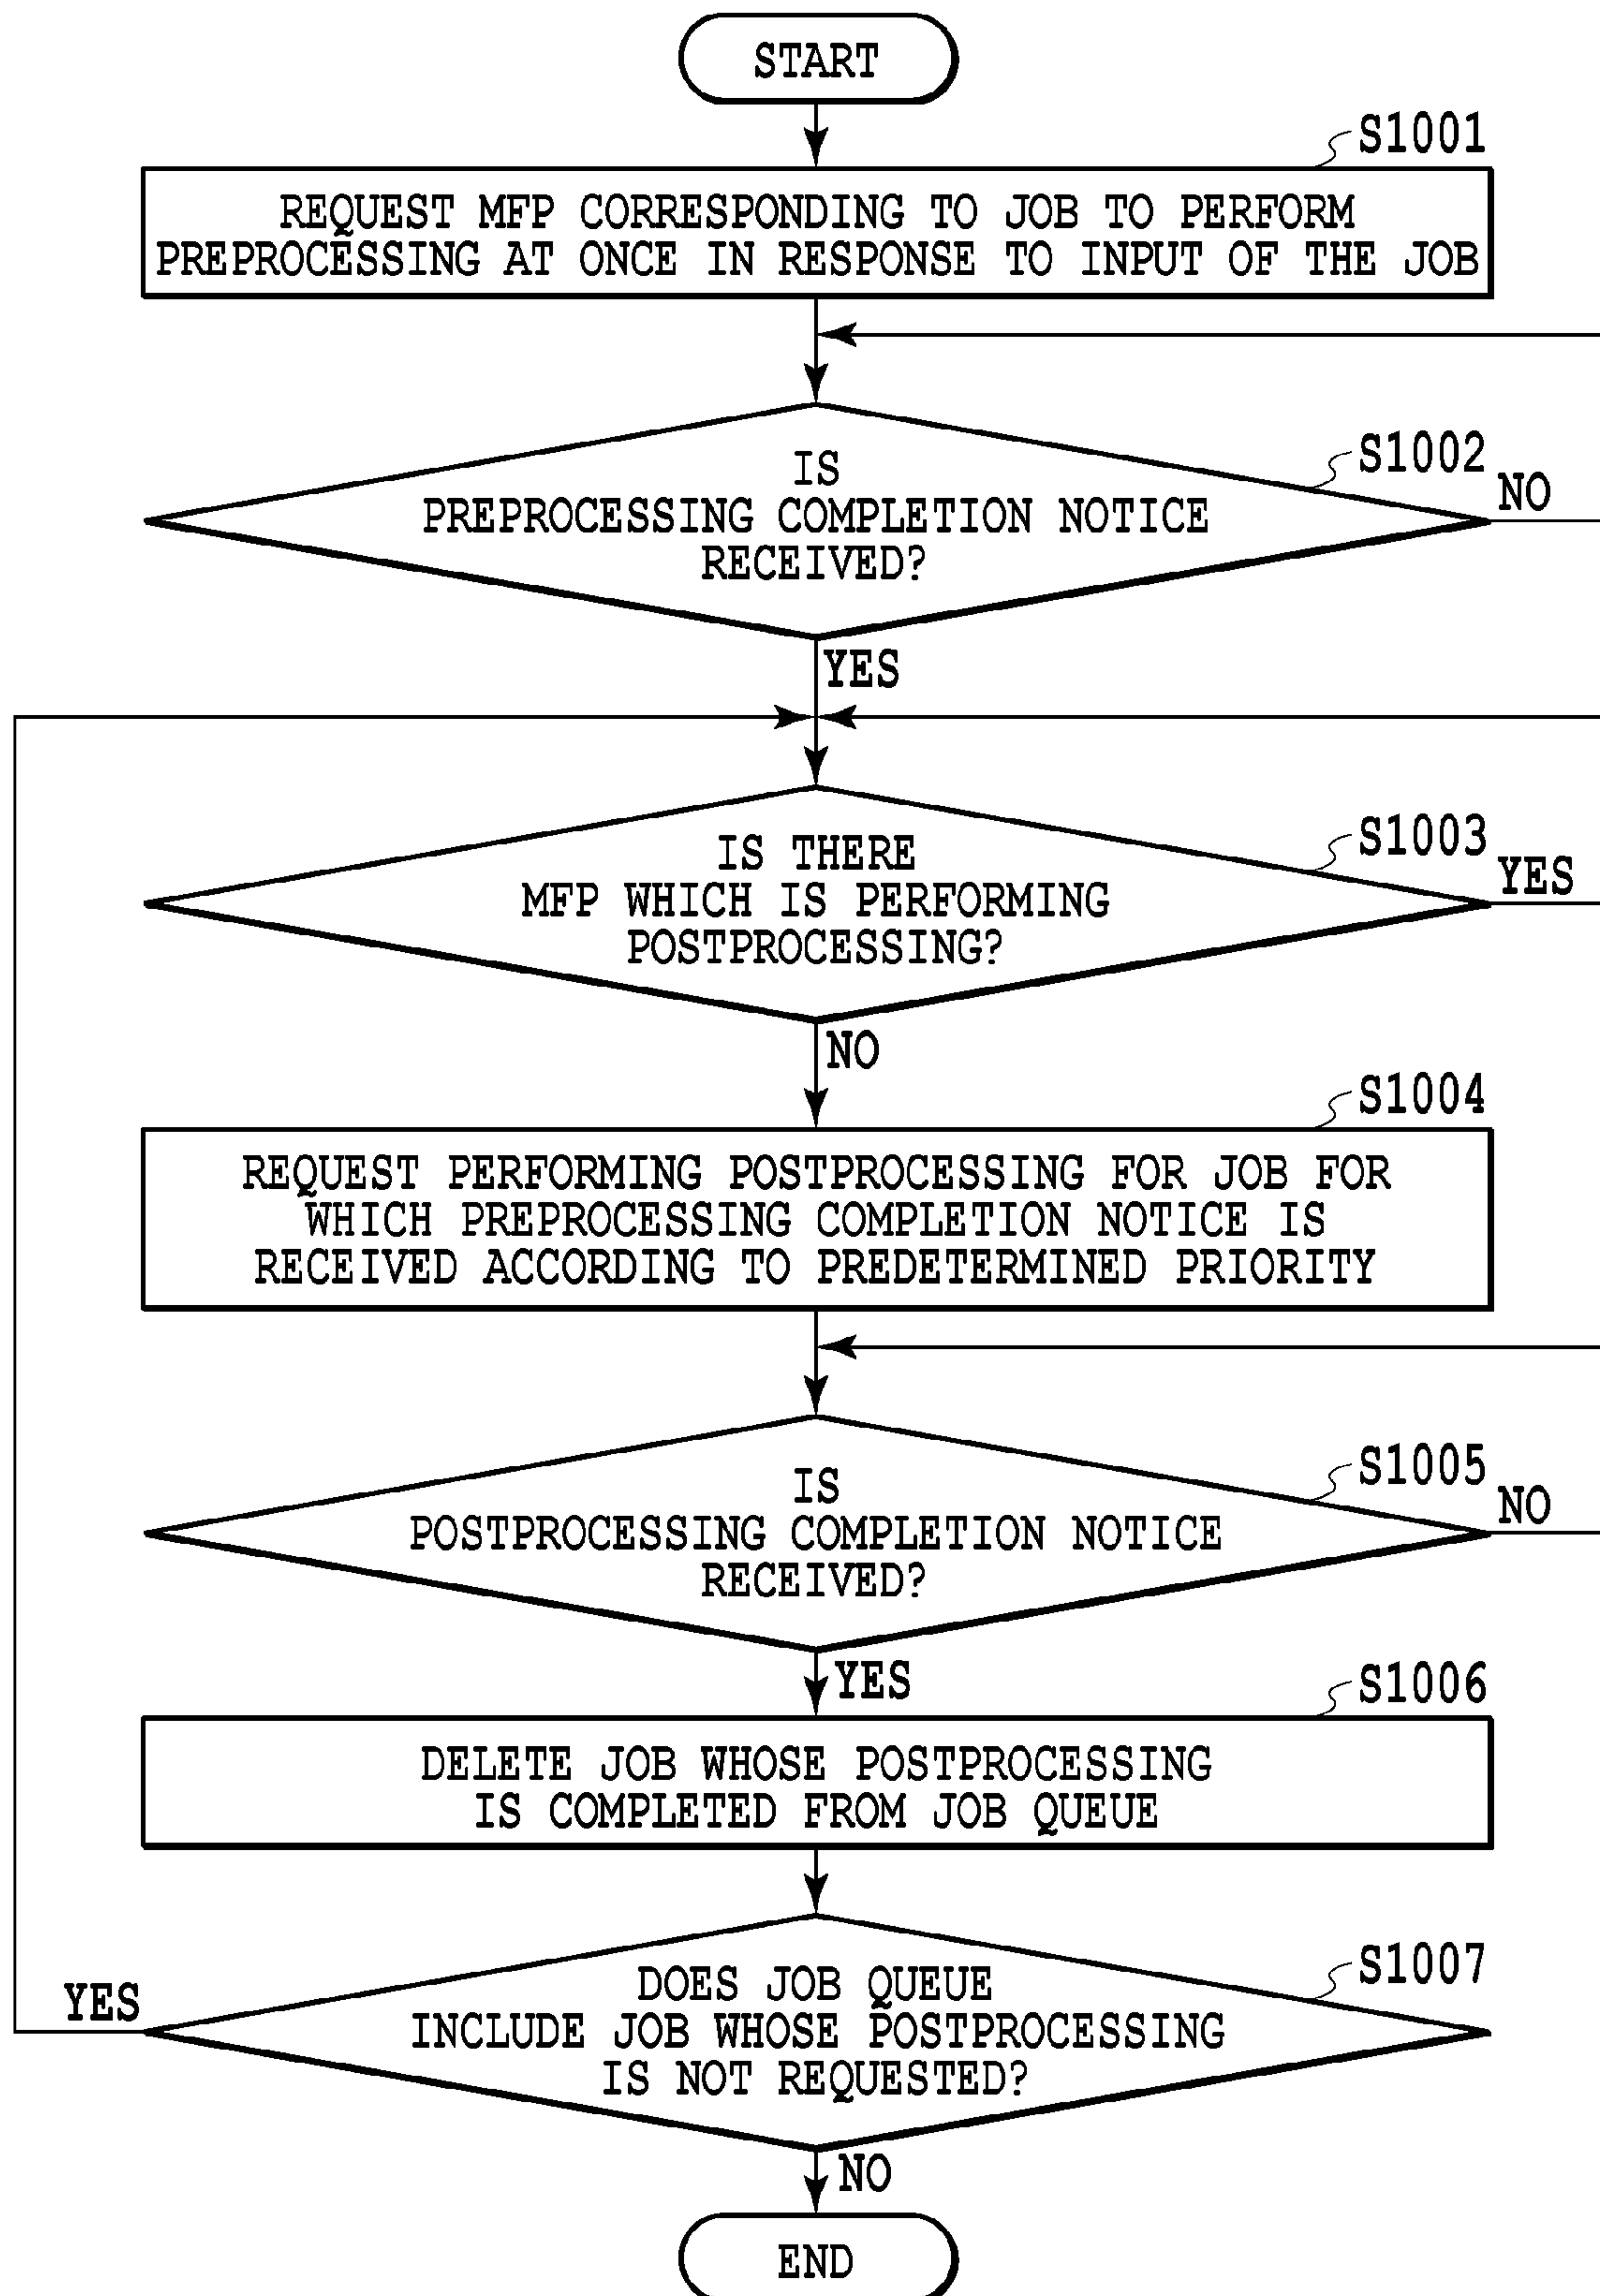 START
S1001
REQUEST MFP CORRESPONDING TO JOB TO PERFORM
PREPROCESSING AT ONCE IN RESPONSE TO INPUT OF THE JOB
S1002
IS
PREPROCESSING COMPLETION NOTICE
RECEIVED?
NO
YES
S1003
IS THERE
MFP WHICH IS PERFORMING
POSTPROCESSING?
YES
NO
S1004
REQUEST PERFORMING POSTPROCESSING FOR JOB FOR
WHICH PREPROCESSING COMPLETION NOTICE IS
RECEIVED ACCORDING TO PREDETERMINED PRIORITY
S1005
IS
POSTPROCESSING COMPLETION NOTICE
RECEIVED?
NO
YES
S1006
DELETE JOB WHOSE POSTPROCESSING
IS COMPLETED FROM JOB QUEUE
S1007
DOES JOB QUEUE
INCLUDE JOB WHOSE POSTPROCESSING
IS NOT REQUESTED?
YES
NO
END